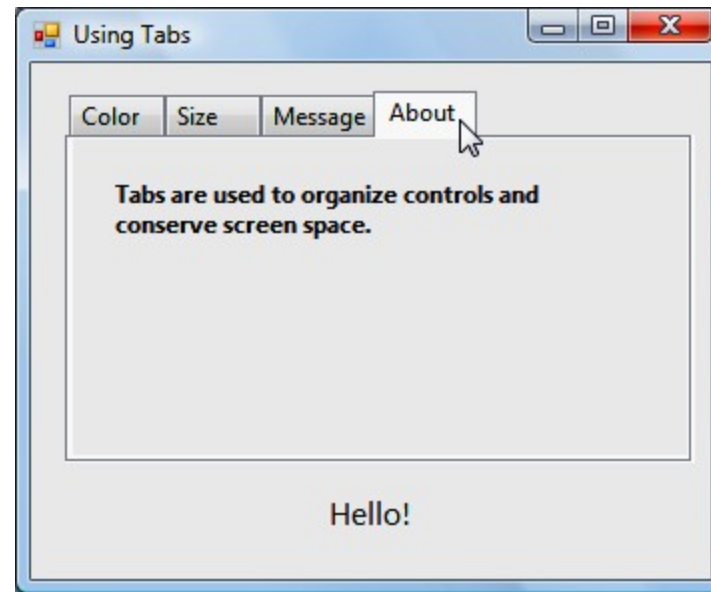 Using Tabs
Color Size Message About
Tabs are used to organize controls and
conserve screen space.
Hello!